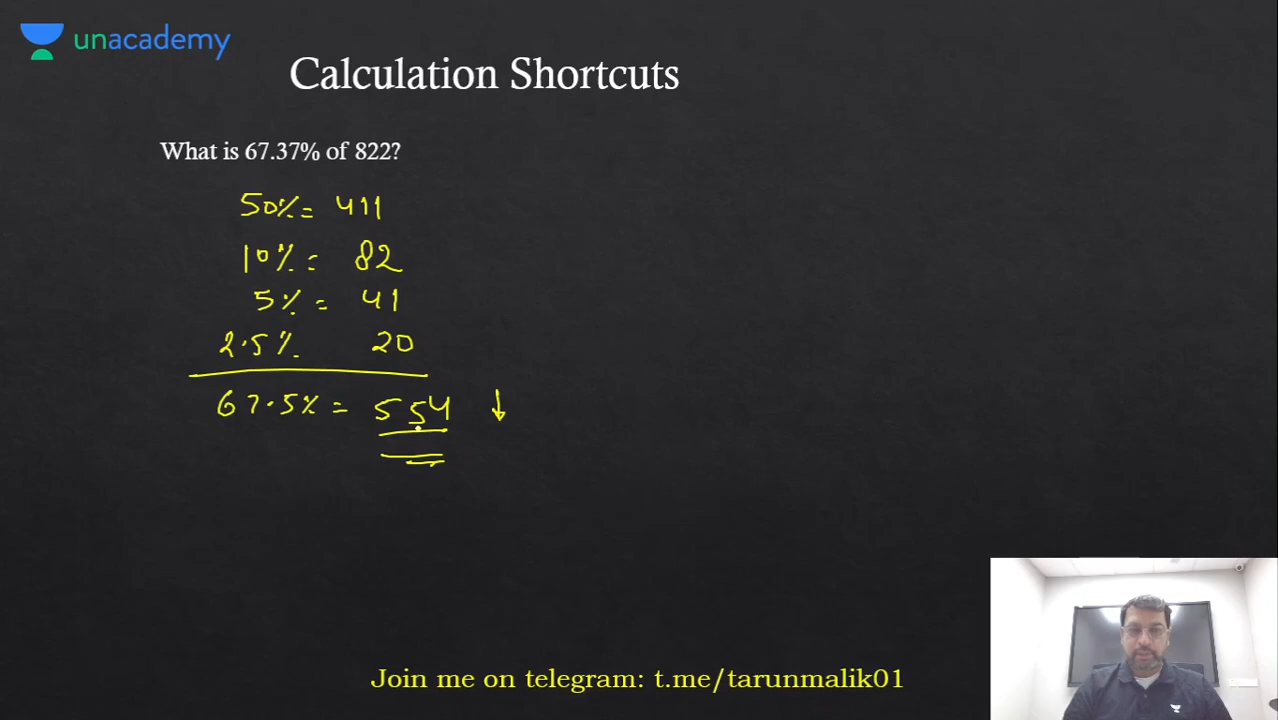 unacademy
Calculation Shortcuts
What is 67.37% of 822?
50% = 411
10% = 82
5% = 41
2.5% 20
67.5% = 554 ↓
Join me on telegram: t.me/tarunmalik01